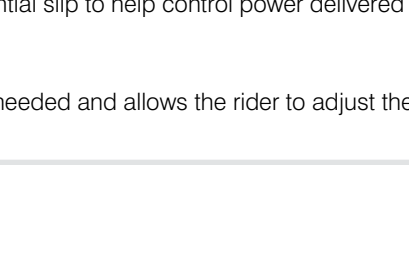 ntial slip to help control power delivered
needed and allows the rider to adjust the